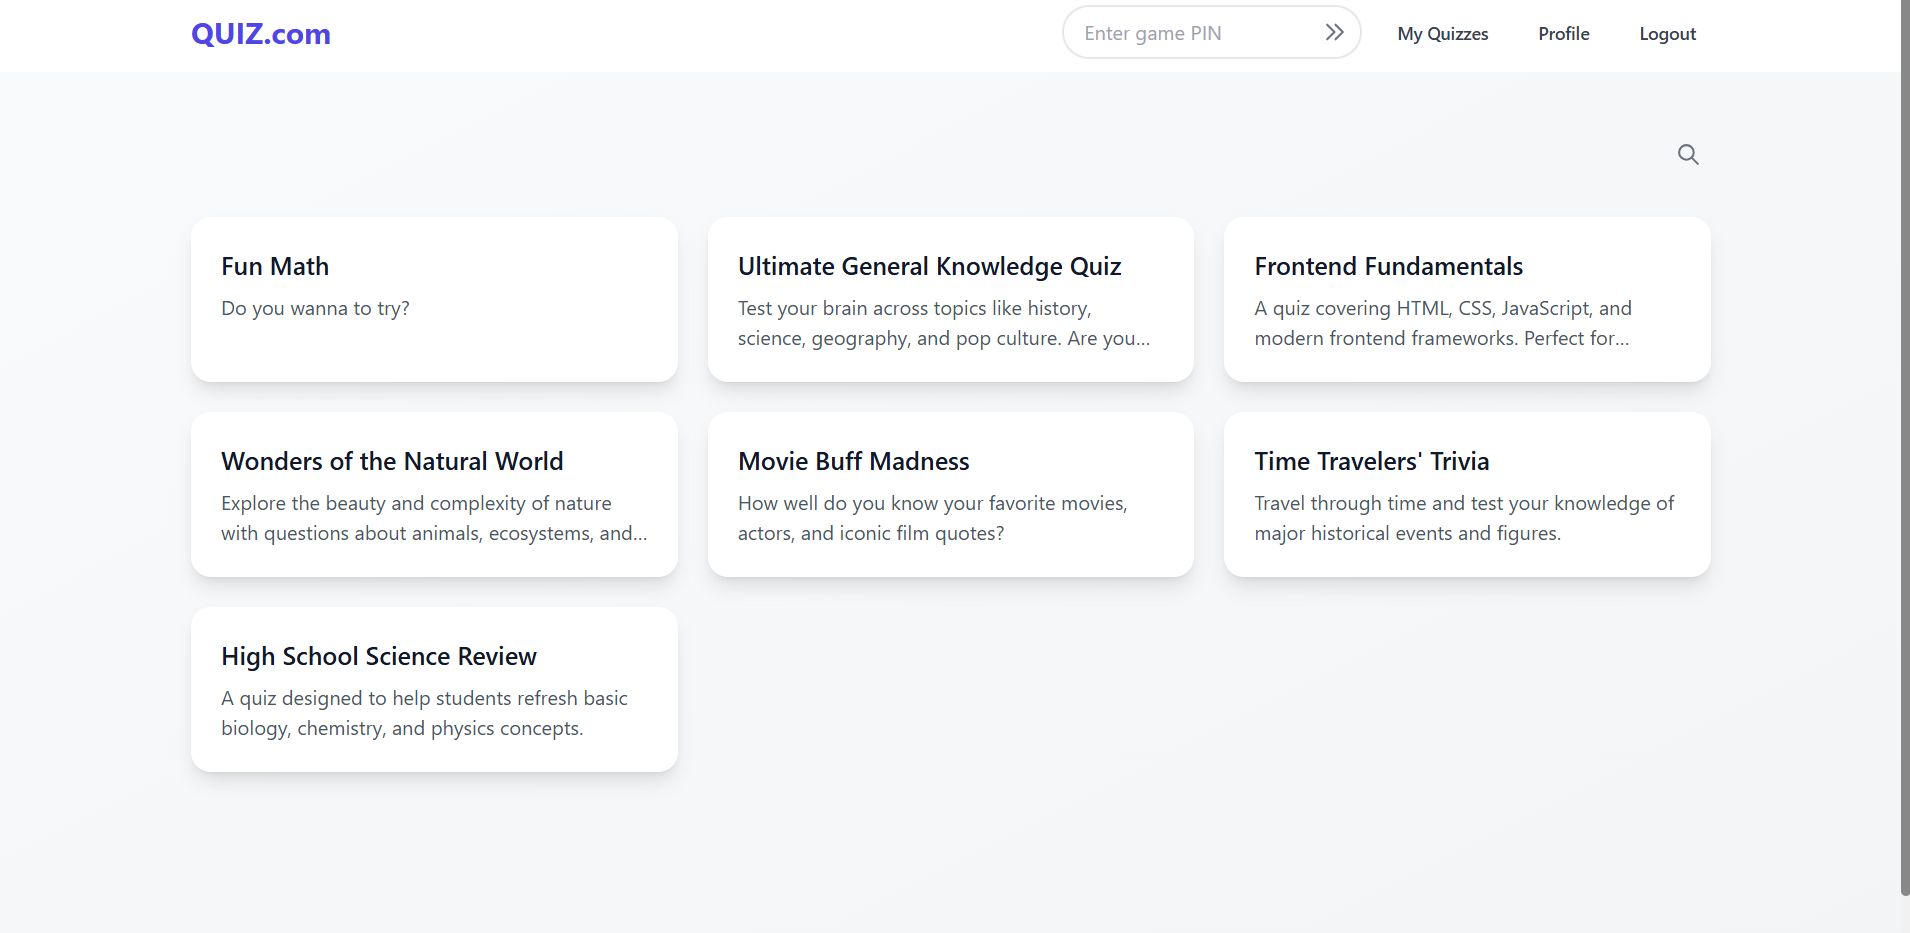 QUIZ.com
Enter game PIN
My Quizzes
Profile
Logout
Fun Math
Do you wanna to try?
Ultimate General Knowledge Quiz
Test your brain across topics like history,
science, geography, and pop culture. Are you...
Frontend Fundamentals
A quiz covering HTML, CSS, JavaScript, and
modern frontend frameworks. Perfect for...
Wonders of the Natural World
Explore the beauty and complexity of nature
with questions about animals, ecosystems, and...
Movie Buff Madness
How well do you know your favorite movies,
actors, and iconic film quotes?
Time Travelers' Trivia
Travel through time and test your knowledge of
major historical events and figures.
High School Science Review
A quiz designed to help students refresh basic
biology, chemistry, and physics concepts.